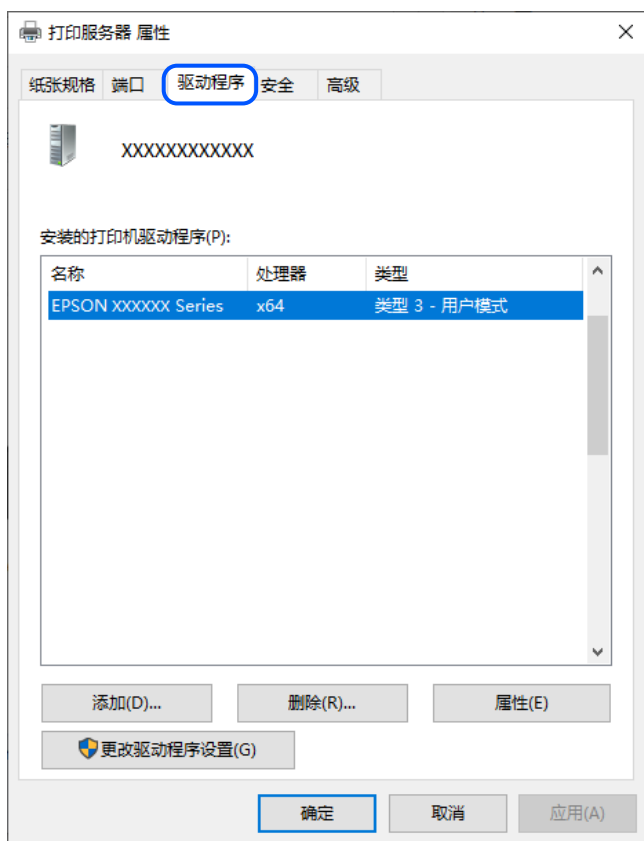 打印服务器 属性
纸张规格 端口 驱动程序 安全 高级
XXXXXXXXXXXX
安装的打印机驱动程序(P):
名称 处理器 类型
EPSON XXXXXX Series x64 类型 3 - 用户模式
添加(D)... 删除(R)... 属性(E)
更改驱动程序设置(G)
确定 取消 应用(A)